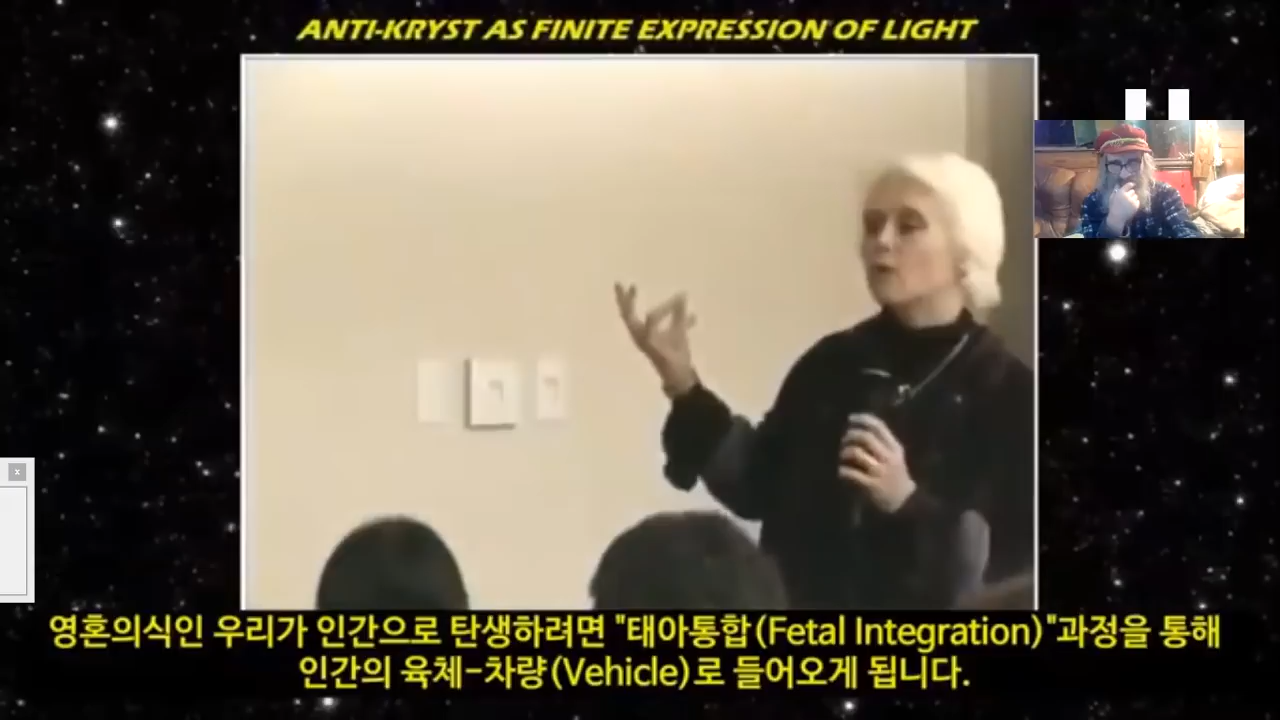 ANTI-KRYST AS FINITE EXPRESSION OF LIGHT
x
영혼의식인 우리가 인간으로 탄생하려면 "태아통합(Fetal Integration)"과정을 통해
인간의 육체-차량(Vehicle)로 들어오게 됩니다.